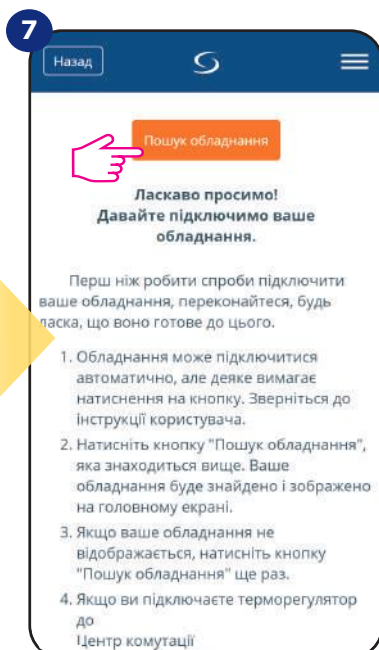 7
Назад
Пошук обладнання
Ласкаво просимо!
Давайте підключимо ваше
обладнання.
Перш ніж робити спроби підключити
ваше обладнання, переконайтеся, будь
ласка, що воно готове до цього.
1. Обладнання може підключитися
автоматично, але деяке вимагає
натиснення на кнопку. Зверніться до
інструкції користувача.
2. Натисніть кнопку "Пошук обладнання",
яка знаходиться вище. Ваше
обладнання буде знайдено і зображено
на головному екрані.
3. Якщо ваше обладнання не
відображається, натисніть кнопку
"Пошук обладнання" ще раз.
4. Якщо ви підключаєте терморегулятор
до
Центр комутації